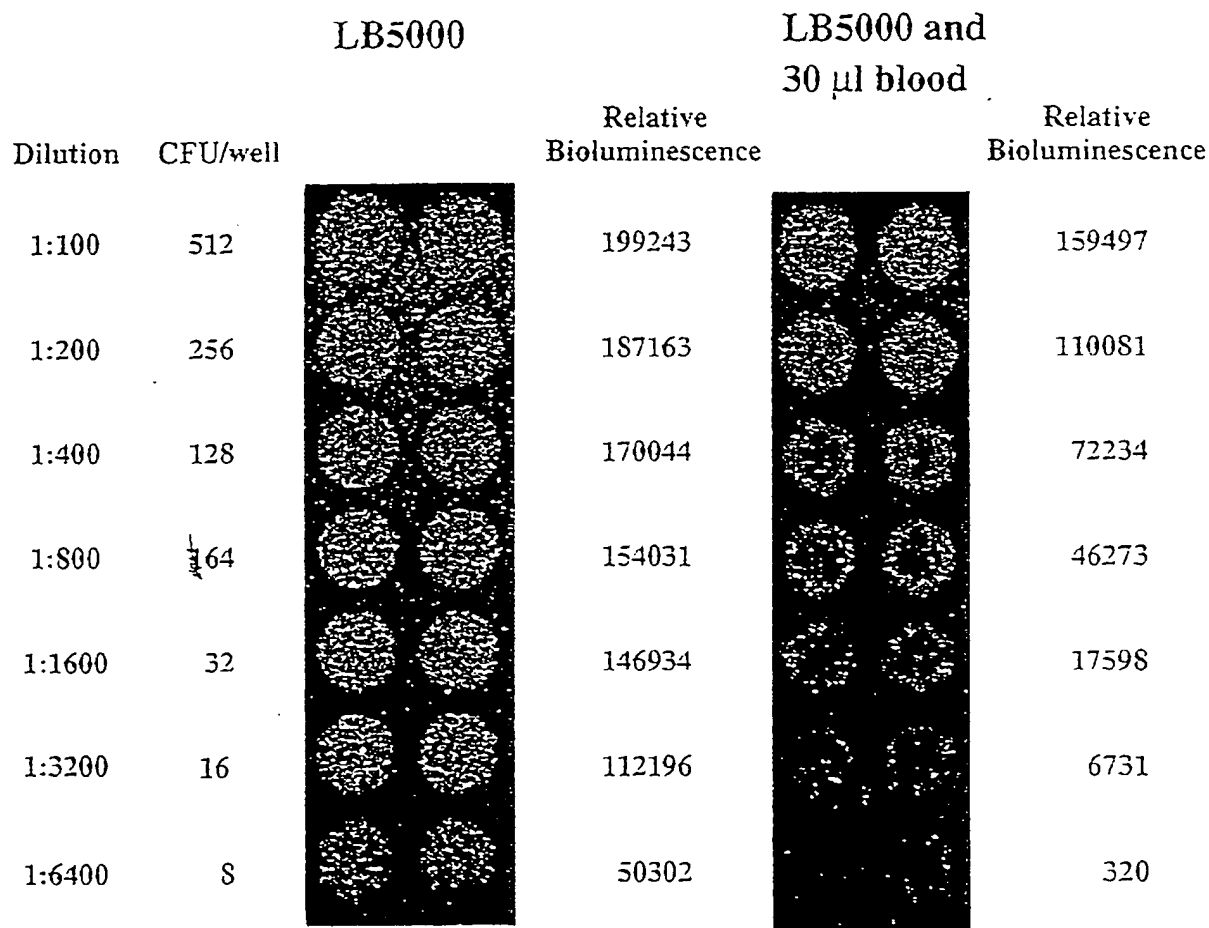 LB5000
LB5000 and
30 µl blood
Dilution CFU/well Relative Bioluminescence Relative Bioluminescence
1:100 512 199243 159497
1:200 256 187163 110081
1:400 128 170044 72234
1:800 64 154031 46273
1:1600 32 146934 17598
1:3200 16 112196 6731
1:6400 8 50302 320